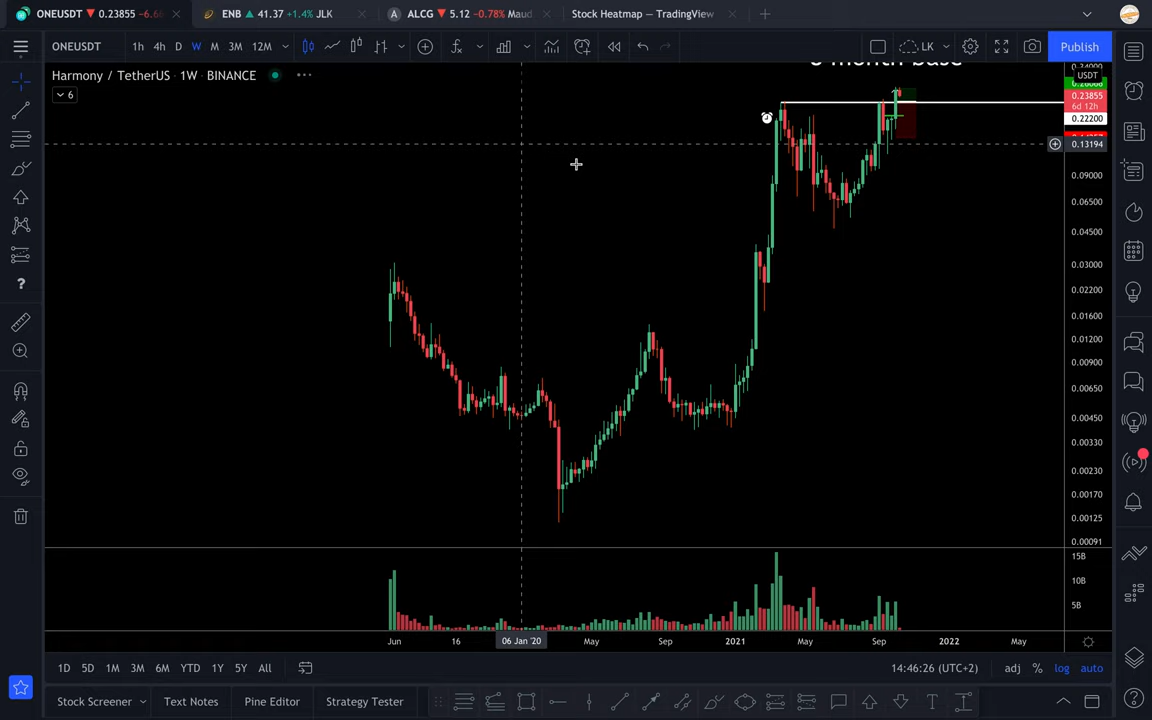 ONEUSDT 0.23855 -6.6
ENB 41.37 +1.4% JLK
ALCG 5.12 -0.78% Maud
Stock Heatmap — TradingView
ONEUSDT 1h 4h D W M 3M 12M LK Publish
6 month base
Harmony / TetherUS · 1W · BINANCE
6
USDT
0.23855
6d 12h
0.22200
0.13194
0.09000
0.06500
0.04500
0.03000
0.02200
0.01600
0.01200
0.00900
0.00650
0.00450
0.00330
0.00230
0.00170
0.00125
0.00091
15B
10B
5B
Jun 16 06 Jan '20 May Sep 2021 May Sep 2022 May
1D 5D 1M 3M 6M YTD 1Y 5Y All 14:46:26 (UTC+2) adj % log auto
Stock Screener Text Notes Pine Editor Strategy Tester